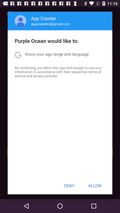 11:16
App Crawler
appcrawler4@gmail.com
Purple Ocean would like to:
Know your age range and language
By continuing, you allow this app and Google to use your
information in accordance with their respective terms of
service and privacy policies.
DENY
ALLOW